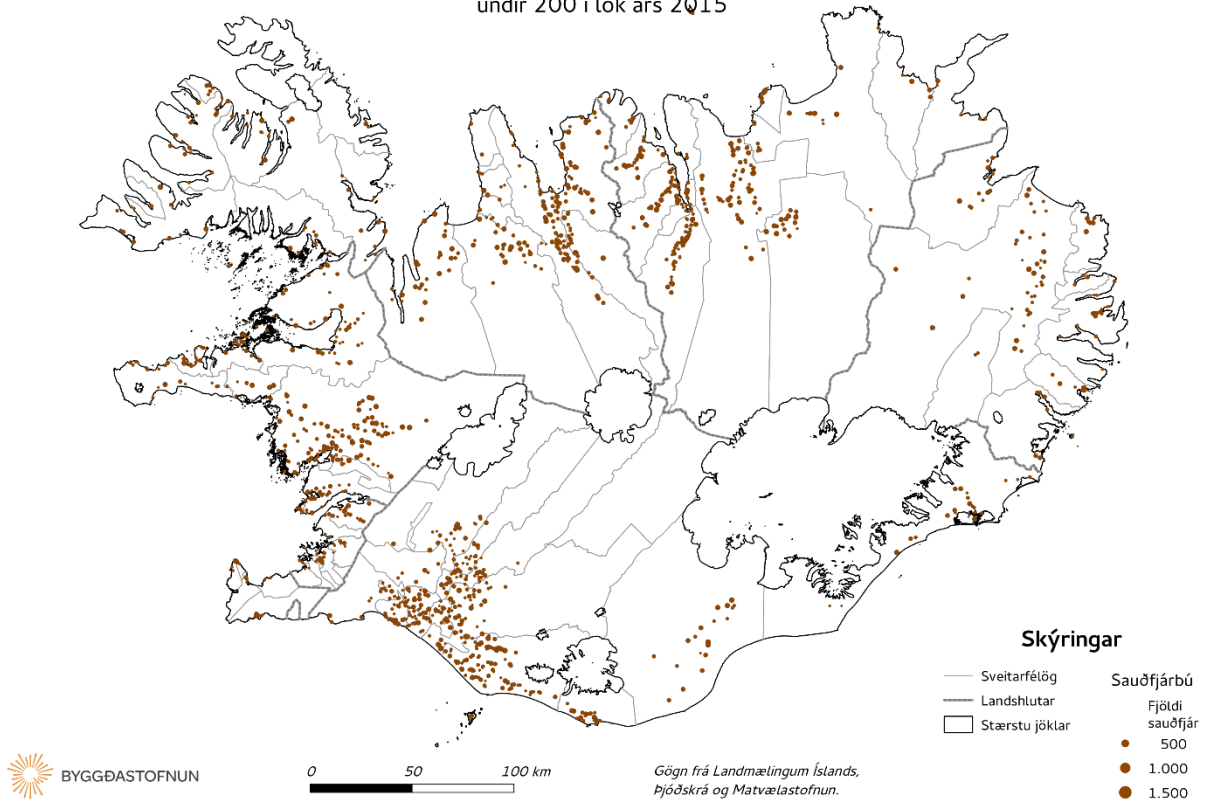 undir 200 í lok árs 2015
Skýringar
Sveitarfélög
Landshlutar
Stærstu jöklar
Sauðfjárbú
Fjöldi
sauðfjár
500
1.000
1.500
BYGGÐASTOFNUN
0 50 100 km
Gögn frá Landmælingum Íslands,
Þjóðskrá og Matvælastofnun.